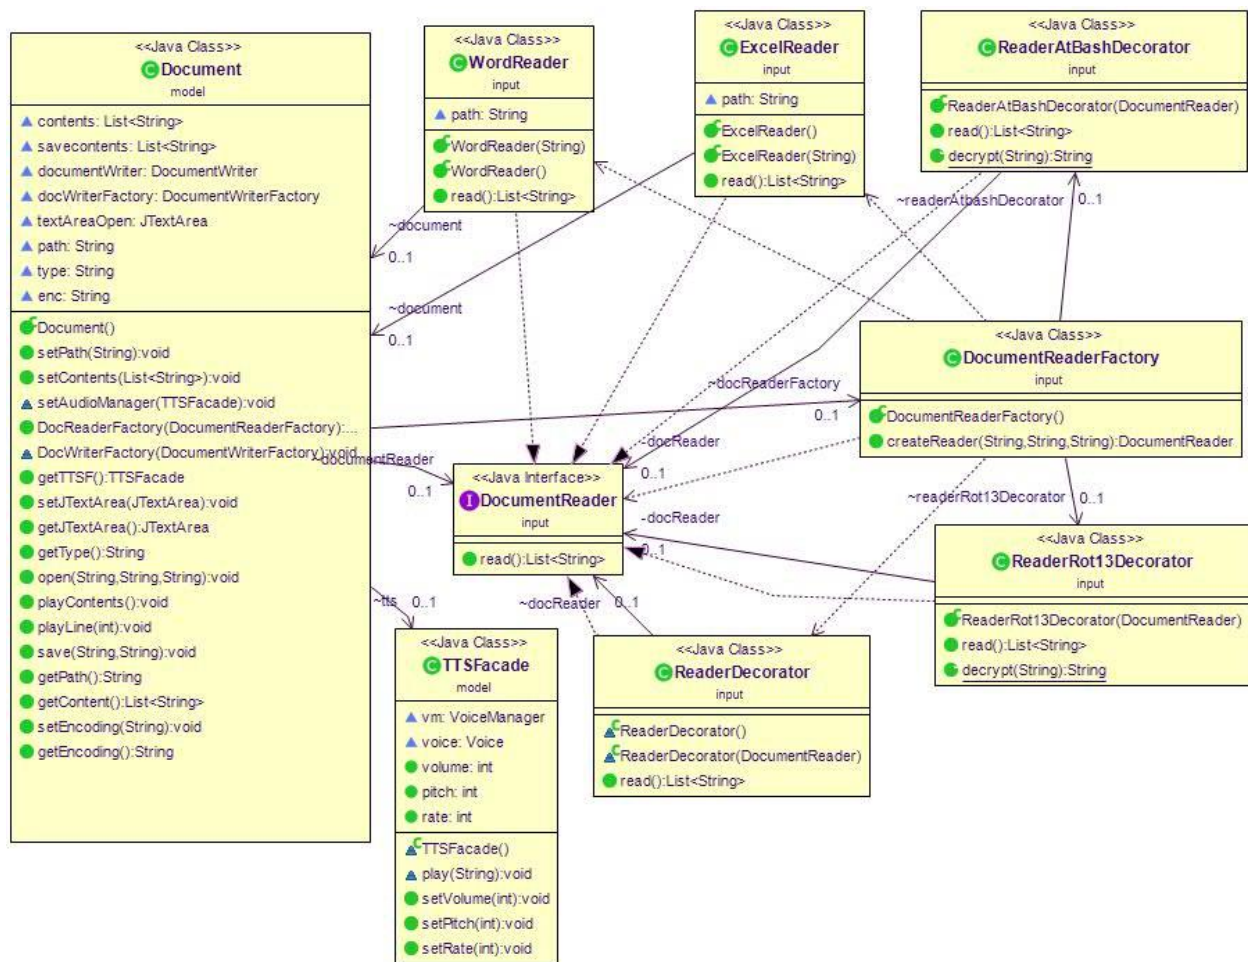 <<Java Class>>
Document
model
contents: List<String>
savecontents: List<String>
documentWriter: DocumentWriter
docWriterFactory: DocumentWriterFactory
textAreaOpen: JTextArea
path: String
type: String
enc: String
Document()
setPath(String):void
setContents(List<String>):void
setAudioManager(TTSFacade):void
DocReaderFactory(DocumentReaderFactory):...
DocWriterFactory(DocumentWriterFactory):void
getTTSF():TTSFacade
setJTextArea(JTextArea):void
getJTextArea():JTextArea
getType():String
open(String,String,String):void
playContents():void
playLine(int):void
save(String,String):void
getPath():String
getContent():List<String>
setEncoding(String):void
getEncoding():String
<<Java Class>>
WordReader
input
path: String
WordReader(String)
WordReader()
read():List<String>
<<Java Class>>
ExcelReader
input
path: String
ExcelReader()
ExcelReader(String)
read():List<String>
<<Java Class>>
ReaderAtBashDecorator
input
ReaderAtBashDecorator(DocumentReader)
read():List<String>
decrypt(String):String
~document
0..1
~document
0..1
~readerAtbashDecorator
0..1
<<Java Class>>
DocumentReaderFactory
input
DocumentReaderFactory()
createReader(String,String,String):DocumentReader
~docReaderFactory
0..1
~documentReader
0..1
-docReader
0..1
<<Java Interface>>
I DocumentReader
input
read():List<String>
-docReader
0..1
~readerRot13Decorator
0..1
<<Java Class>>
ReaderRot13Decorator
input
ReaderRot13Decorator(DocumentReader)
read():List<String>
decrypt(String):String
~tts
0..1
~docReader
0..1
<<Java Class>>
TTSFacade
model
vm: VoiceManager
voice: Voice
volume: int
pitch: int
rate: int
TTSFacade()
play(String):void
setVolume(int):void
setPitch(int):void
setRate(int):void
<<Java Class>>
ReaderDecorator
input
ReaderDecorator()
ReaderDecorator(DocumentReader)
read():List<String>